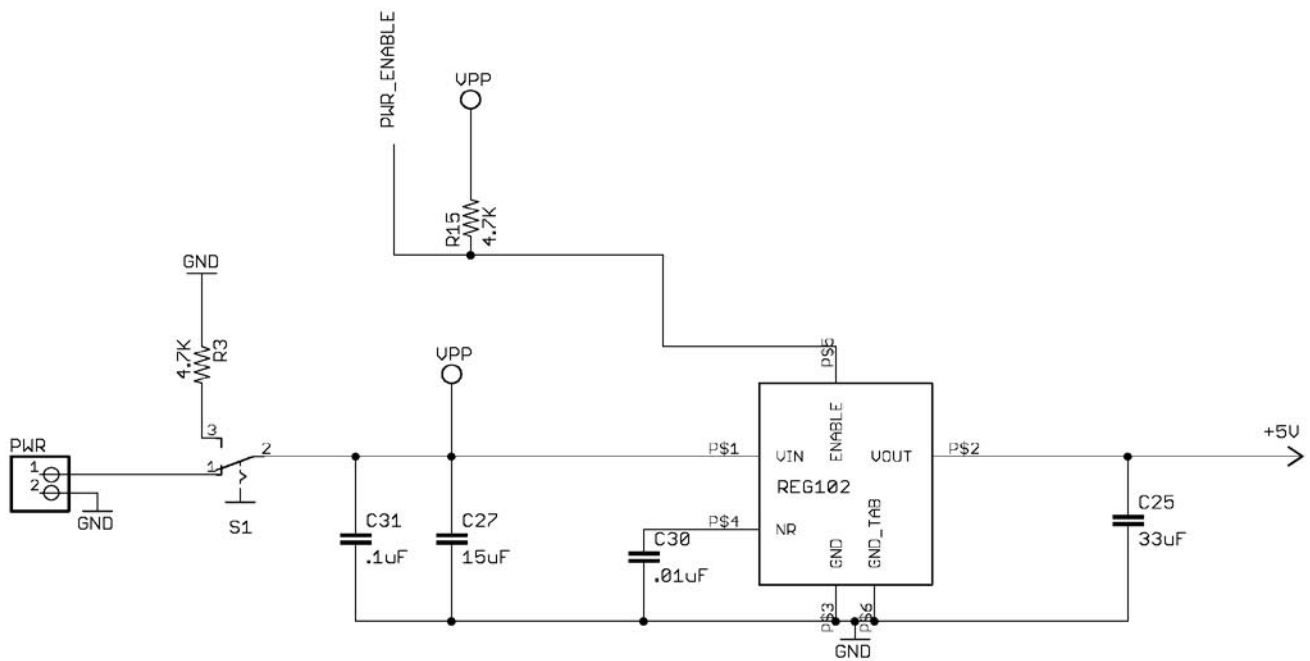 PWR_ENABLE
VPP
R15
4.7K
GND
4.7K
R3
VPP
PWR
1
2
GND
3
1
2
S1
C31
.1uF
C27
15uF
P$5
P$1
VIN
ENABLE
VOUT
P$2
REG102
P$4
NR
GND
GND_TAB
C30
.01uF
P$3
P$6
GND
+5V
C25
33uF